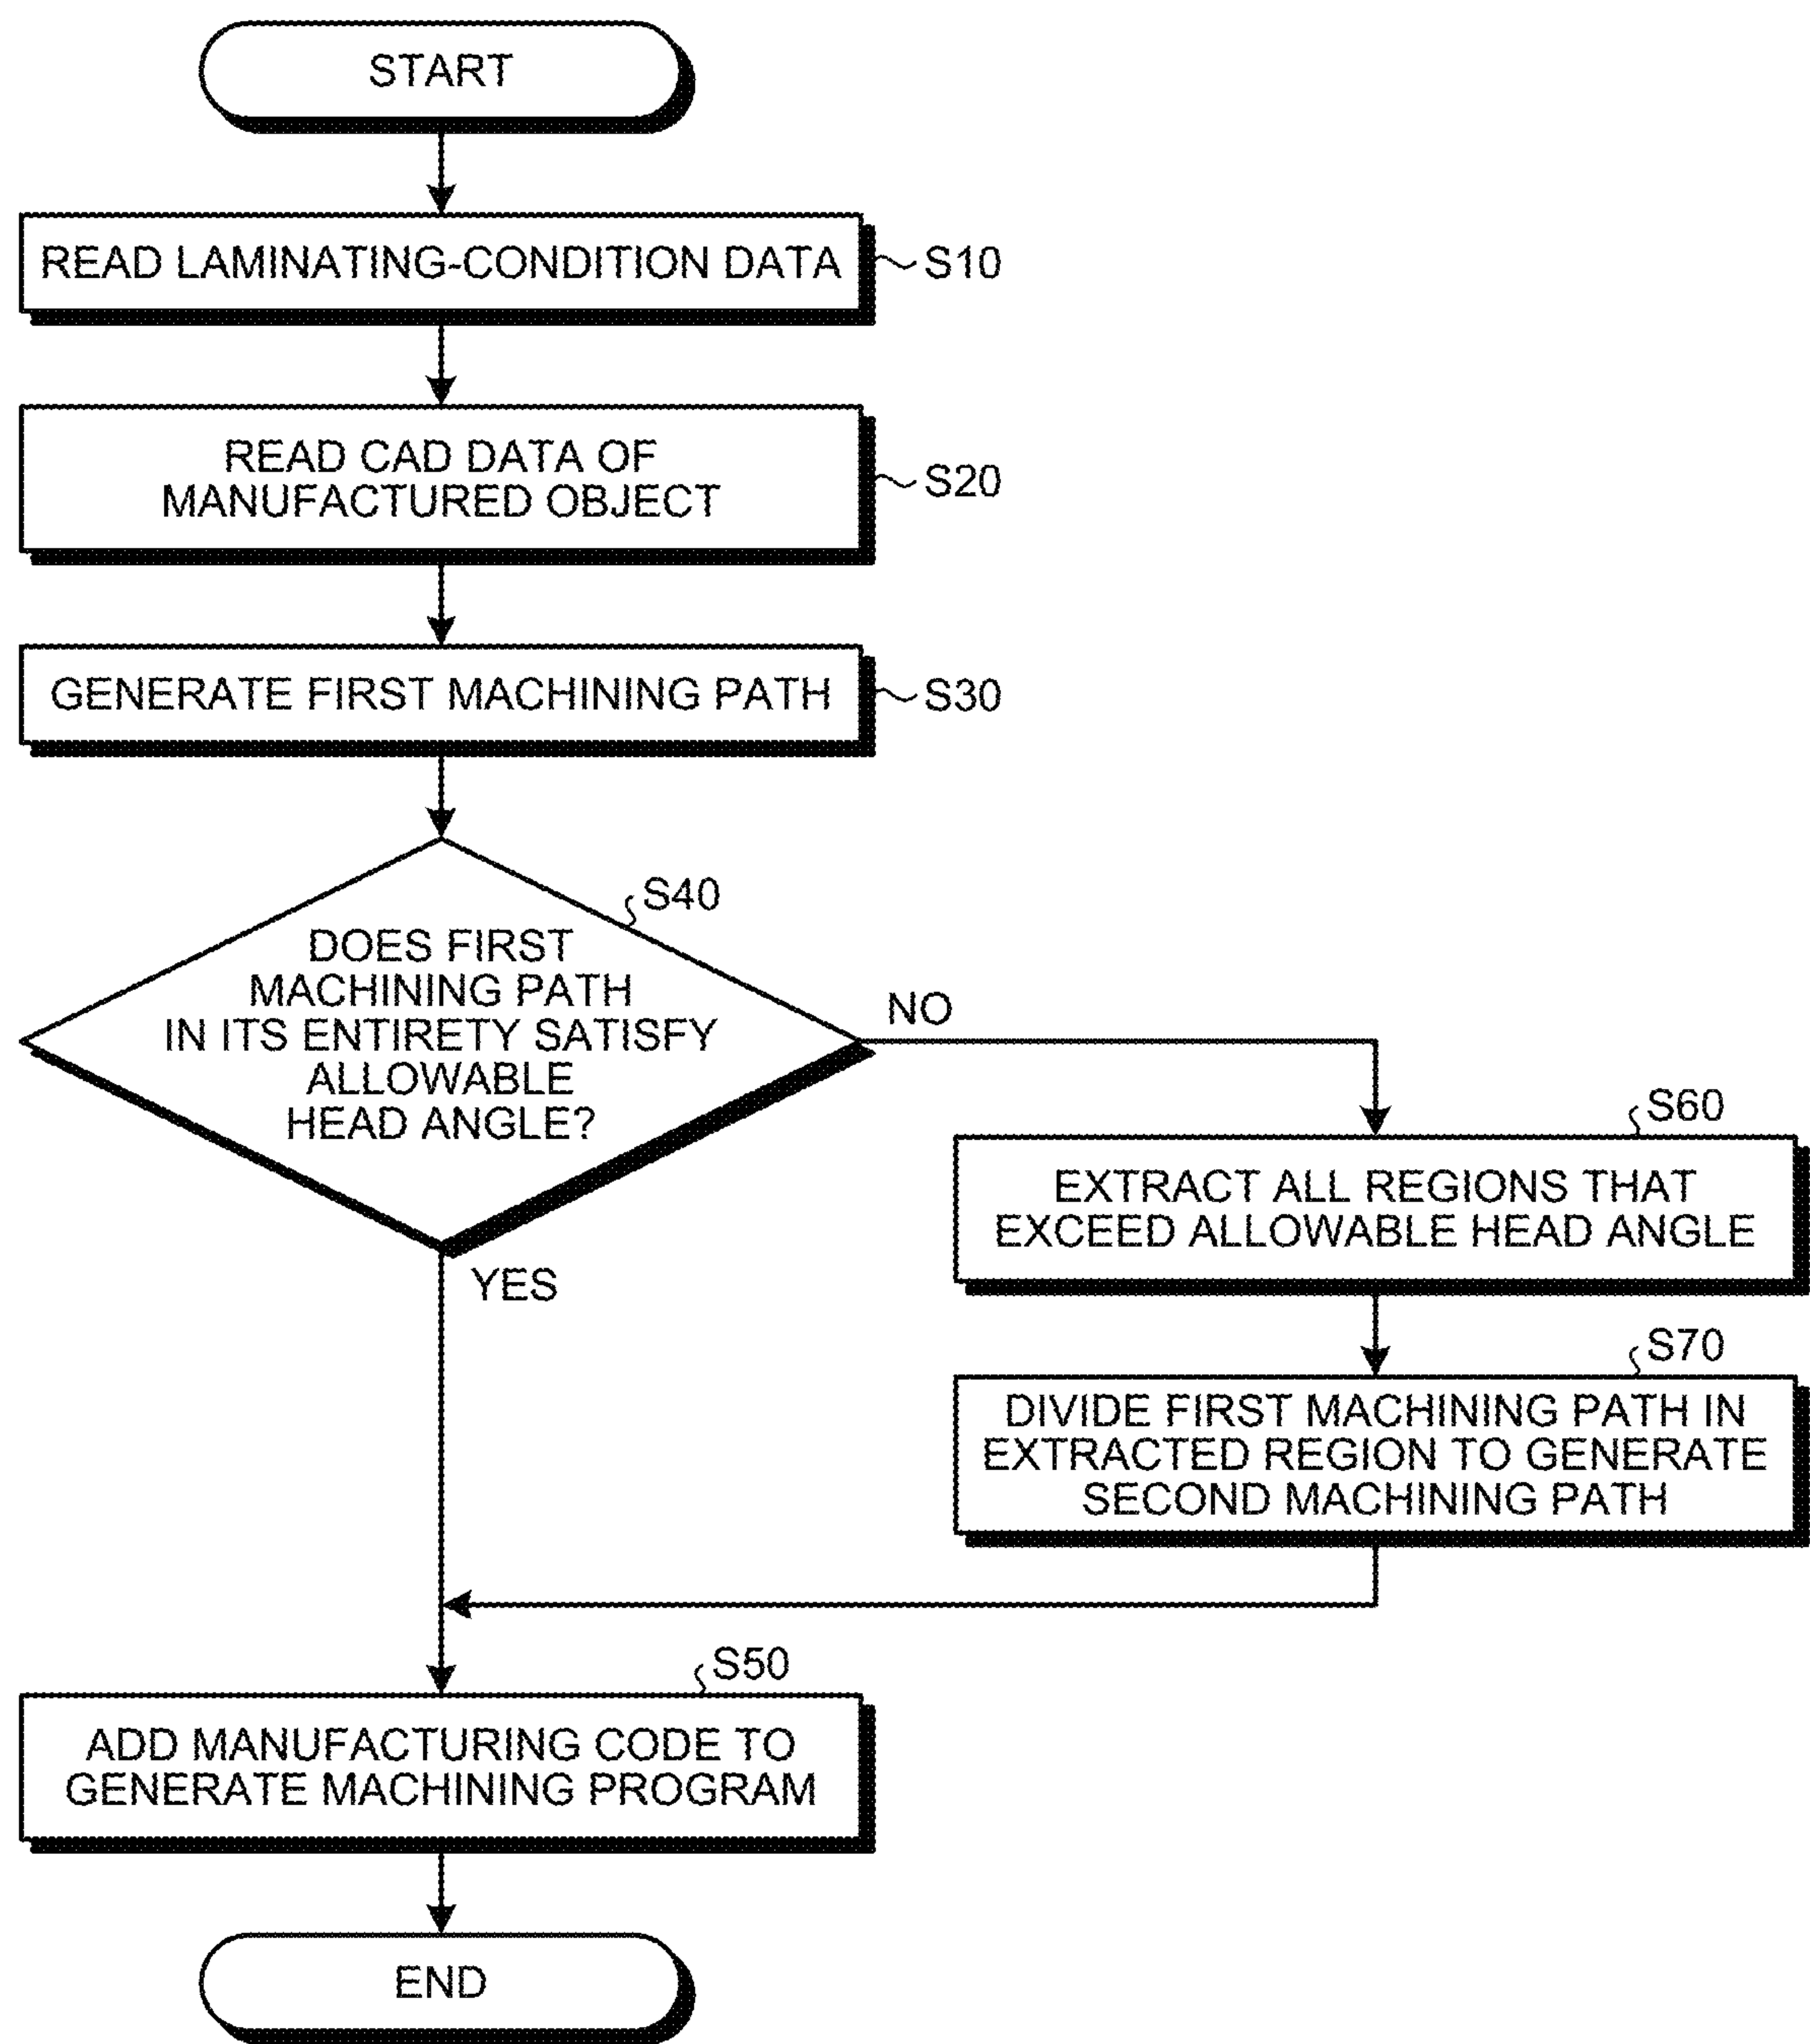 START
READ LAMINATING-CONDITION DATA
S10
READ CAD DATA OF
MANUFACTURED OBJECT
S20
GENERATE FIRST MACHINING PATH
S30
S40
DOES FIRST
MACHINING PATH
IN ITS ENTIRETY SATISFY
ALLOWABLE
HEAD ANGLE?
NO
YES
S60
EXTRACT ALL REGIONS THAT
EXCEED ALLOWABLE HEAD ANGLE
S70
DIVIDE FIRST MACHINING PATH IN
EXTRACTED REGION TO GENERATE
SECOND MACHINING PATH
S50
ADD MANUFACTURING CODE TO
GENERATE MACHINING PROGRAM
END